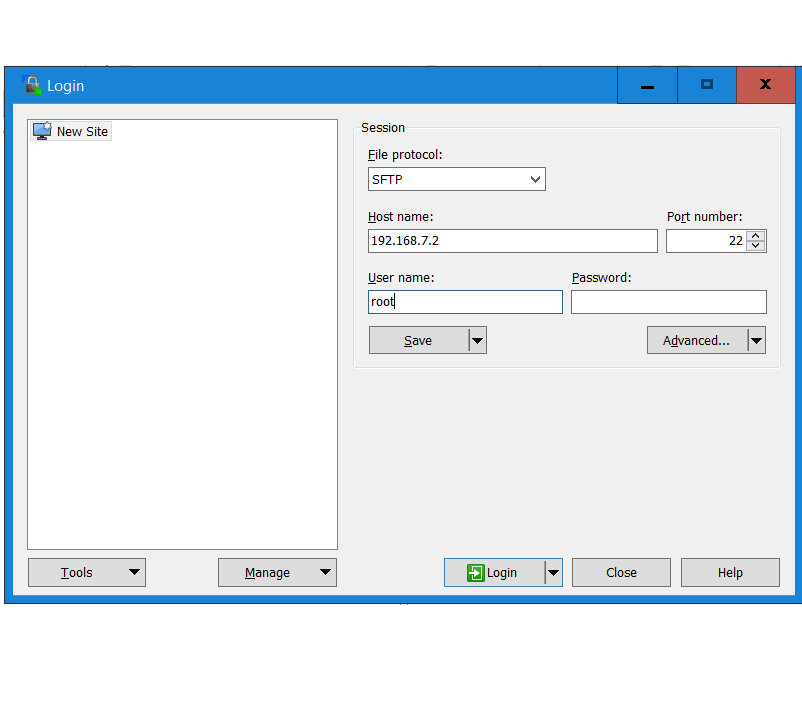 Login
New Site
Session
File protocol:
SFTP
Host name:
Port number:
192.168.7.2
22
User name:
Password:
root
Save
Advanced...
Tools
Manage
Login
Close
Help